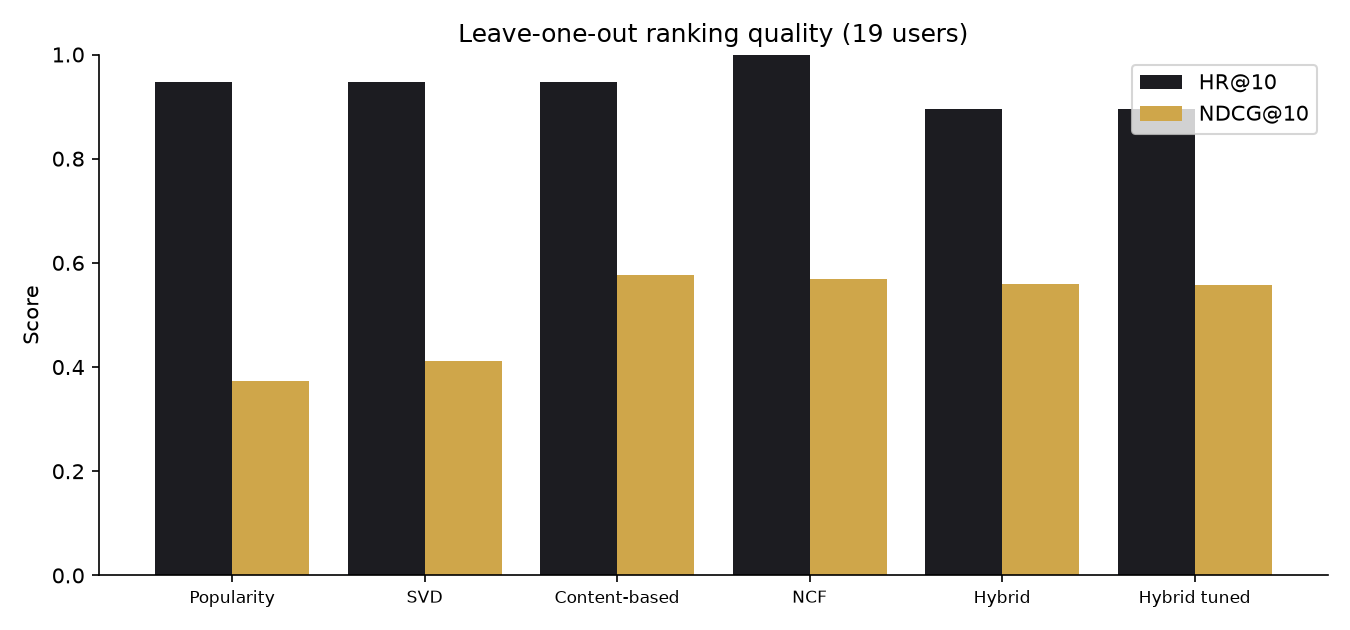 Leave-one-out ranking quality (19 users)
HR@10
NDCG@10
Score
1.0
0.8
0.6
0.4
0.2
0.0
Popularity
SVD
Content-based
NCF
Hybrid
Hybrid tuned